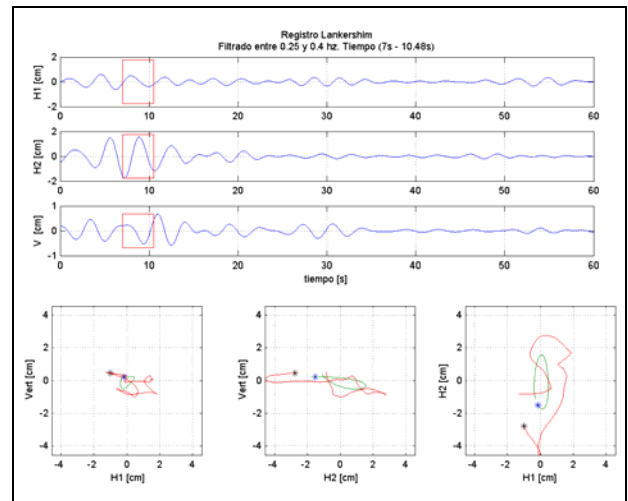 Registro Lankershim
Filtrado entre 0.25 y 0.4 hz. Tiempo (7s - 10.48s)
2
0
-2
H1 [cm]
0 10 20 30 40 50 60
2
0
-2
H2 [cm]
0 10 20 30 40 50 60
1
0
-1
V [cm]
0 10 20 30 40 50 60
tiempo [s]
4
2
0
-2
-4
Vert [cm]
-4 -2 0 2 4
H1 [cm]
4
2
0
-2
-4
Vert [cm]
-4 -2 0 2 4
H2 [cm]
4
2
0
-2
-4
H2 [cm]
-4 -2 0 2 4
H1 [cm]